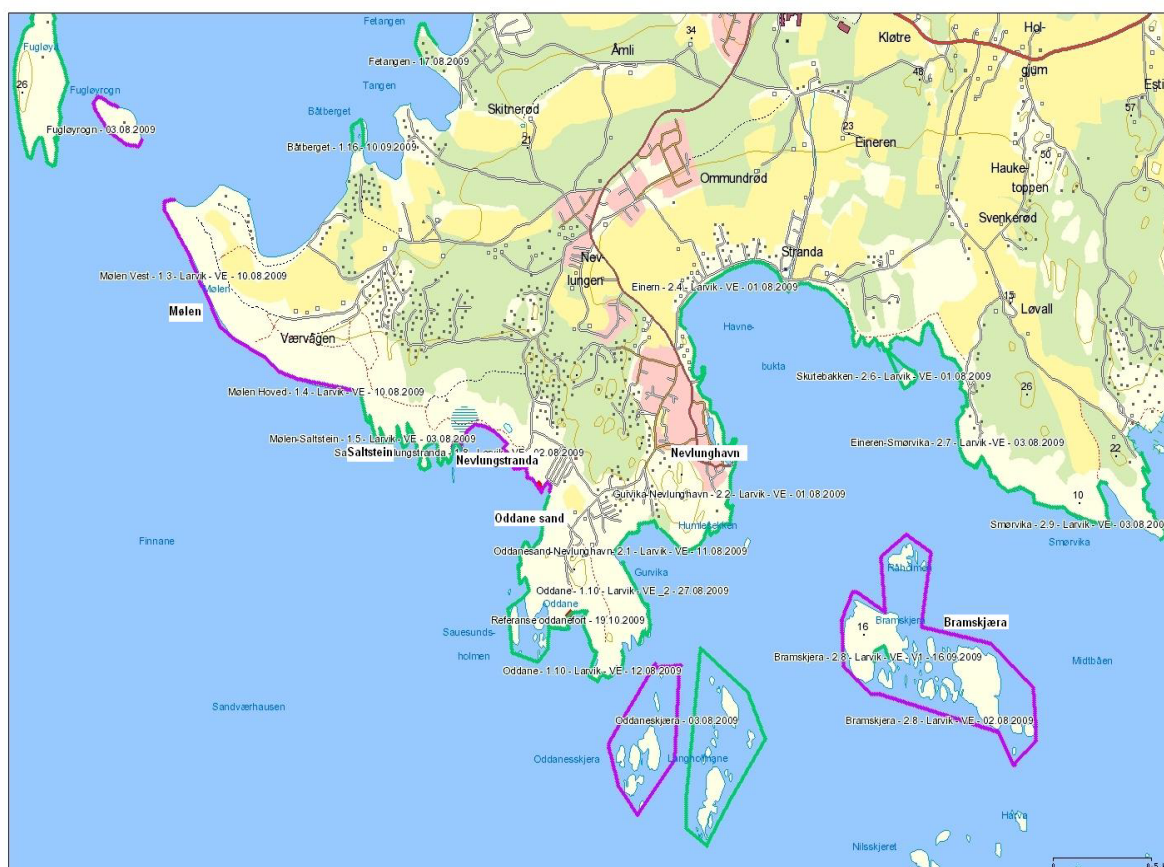 Fugløya
26
Fugløyrogn
Fugløyrogn - 03.08.2009
Fetangen
Fetangen - 17.08.2009
Tangen
Båtberget
Båtberget - 1.16 - 10.09.2009
Åmli
34
Skitnerød
21
Kløtre
48
Hol-
gjum
57
23
Eineren
50
Hauke-
toppen
Ommundrød
Svenkerød
Stranda
Nev-
lungen
Einern - 2.4 - Larvik - VE - 01.08.2009
Mølen Vest - 1.3 - Larvik - VE - 10.08.2009
Mølen
Mølen
Værvågen
Havne-
bukta
15
Løvall
26
Skutebakken - 2.6 - Larvik - VE - 01.08.2009
Mølen Hoved - 1.4 - Larvik - VE - 10.08.2009
Mølen-Saltstein - 1.5 - Larvik - VE - 03.08.2009
Saltstein
Nevlungstranda
Nevlunghavn
Eineren-Smørvika - 2.7 - Larvik - VE - 03.08.2009
22
10
Gurvika-Nevlunghavn - 2.2 - Larvik - VE - 01.08.2009
Oddane sand
Humlebekken
Smørvika - 2.9 - Larvik - VE - 03.08.2009
Smørvika
Finnane
Oddanesand-Nevlunghavn - 2.1 - Larvik - VE - 11.08.2009
Gurvika
Oddane - 1.10 - Larvik - VE _2 - 27.08.2009
Oddane
Referanse oddanefort - 19.10.2009
Råholmen
Bramskjera
Bramskjæra
16
Sauesunds-
holmen
Bramskjera - 2.8 - Larvik - VE - V1 - 16.09.2009
Midtbåen
Oddane - 1.10 - Larvik - VE - 12.08.2009
Sandværhausen
Oddaneskjæra - 03.08.2009
Bramskjera - 2.8 - Larvik - VE - 02.08.2009
Oddanesskjera
Langholmane
Hårva
Nilsskjeret